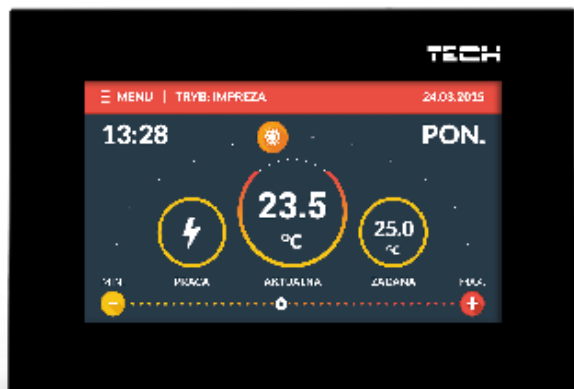 TECH
MENU | TRYB: IMPREZA 24.03.2015
13:28 PON.
23.5 °C
25.0 °C
MIN PRACA AKTUALNA ZADANA MAX.
- +